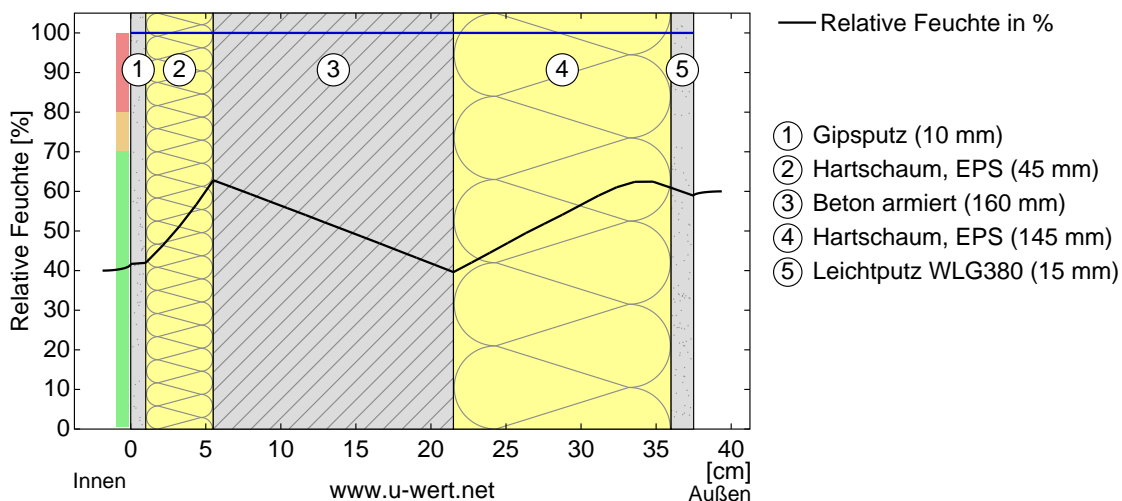 Relative Feuchte in %
100
90
80
70
60
50
40
30
20
10
0
Relative Feuchte [%]
1
2
3
4
5
1 Gipsputz (10 mm)
2 Hartschaum, EPS (45 mm)
3 Beton armiert (160 mm)
4 Hartschaum, EPS (145 mm)
5 Leichtputz WLG380 (15 mm)
0 5 10 15 20 25 30 35 40
[cm]
Innen www.u-wert.net Außen